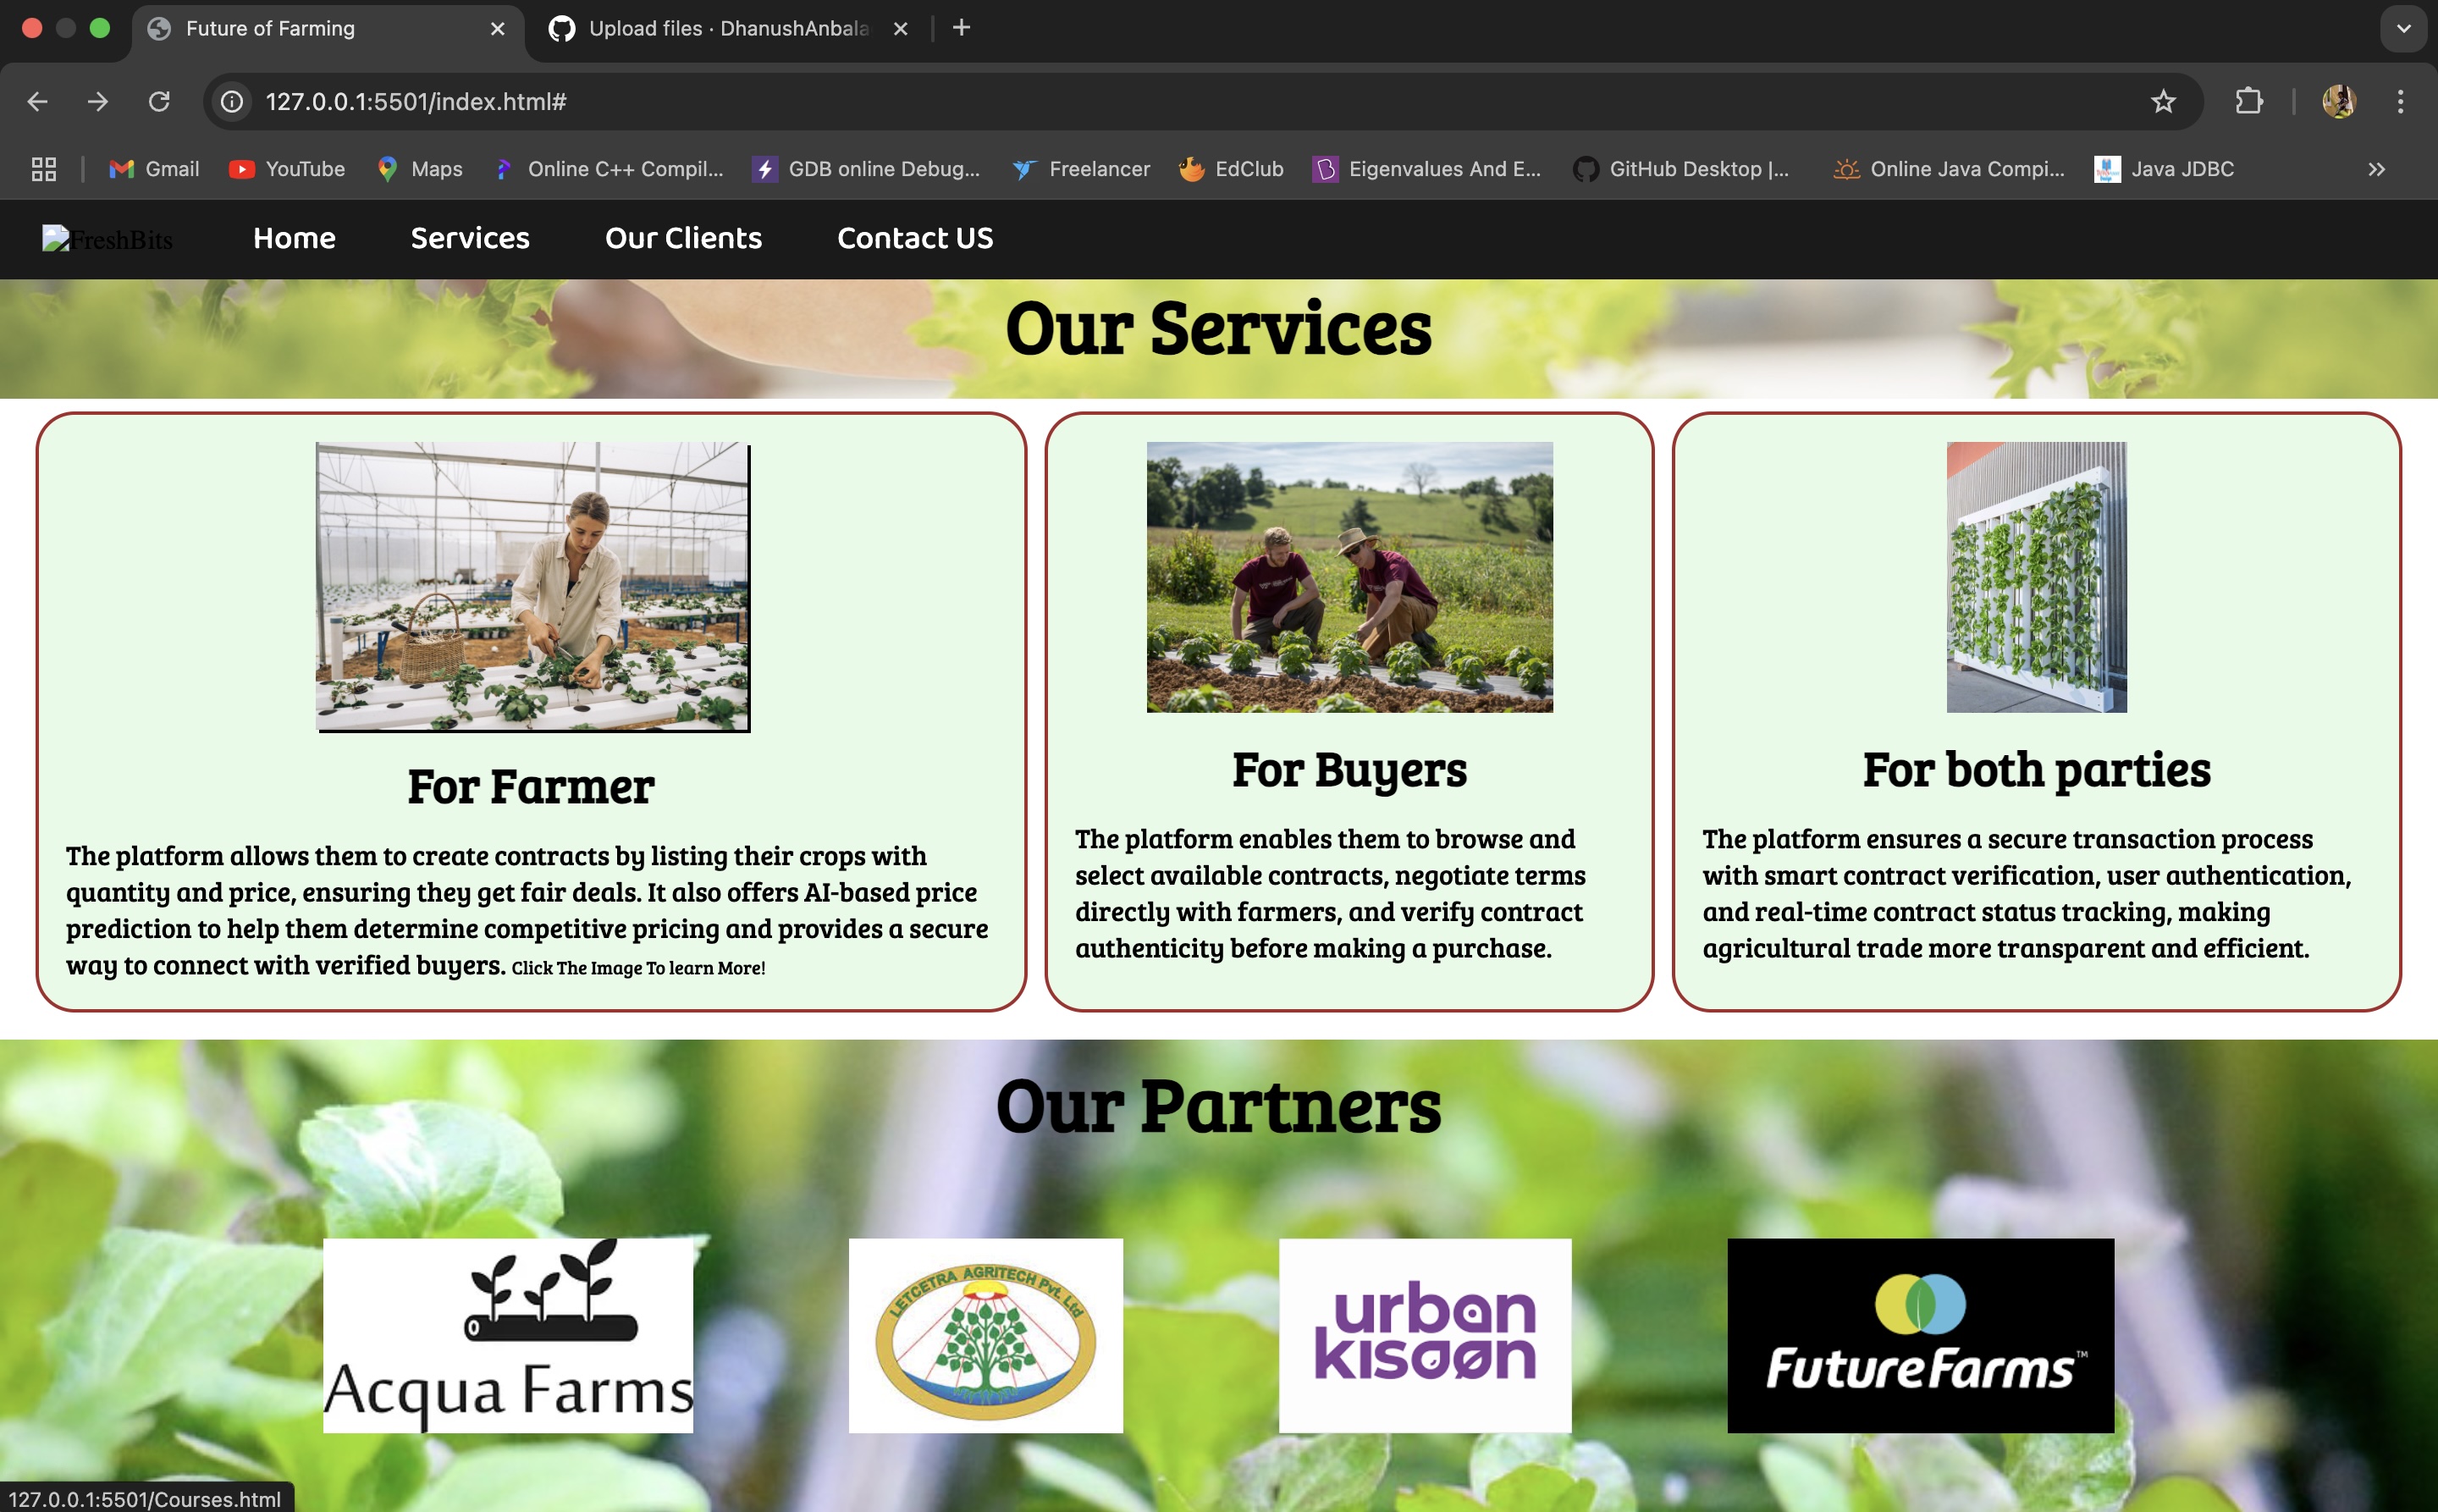 Future of Farming
Upload files · DhanushAnbala
127.0.0.1:5501/index.html#
Gmail
YouTube
Maps
Online C++ Compil...
GDB online Debug...
Freelancer
EdClub
Eigenvalues And E...
GitHub Desktop |...
Online Java Compi...
Java JDBC
FreshBits
Home
Services
Our Clients
Contact US
Our Services
For Farmer
The platform allows them to create contracts by listing their crops with
quantity and price, ensuring they get fair deals. It also offers AI-based price
prediction to help them determine competitive pricing and provides a secure
way to connect with verified buyers. Click The Image To learn More!
For Buyers
The platform enables them to browse and
select available contracts, negotiate terms
directly with farmers, and verify contract
authenticity before making a purchase.
For both parties
The platform ensures a secure transaction process
with smart contract verification, user authentication,
and real-time contract status tracking, making
agricultural trade more transparent and efficient.
Our Partners
Acqua Farms
LETCETRA AGRITECH Pvt. Ltd
urban
kisaan
FutureFarms™
127.0.0.1:5501/Courses.html